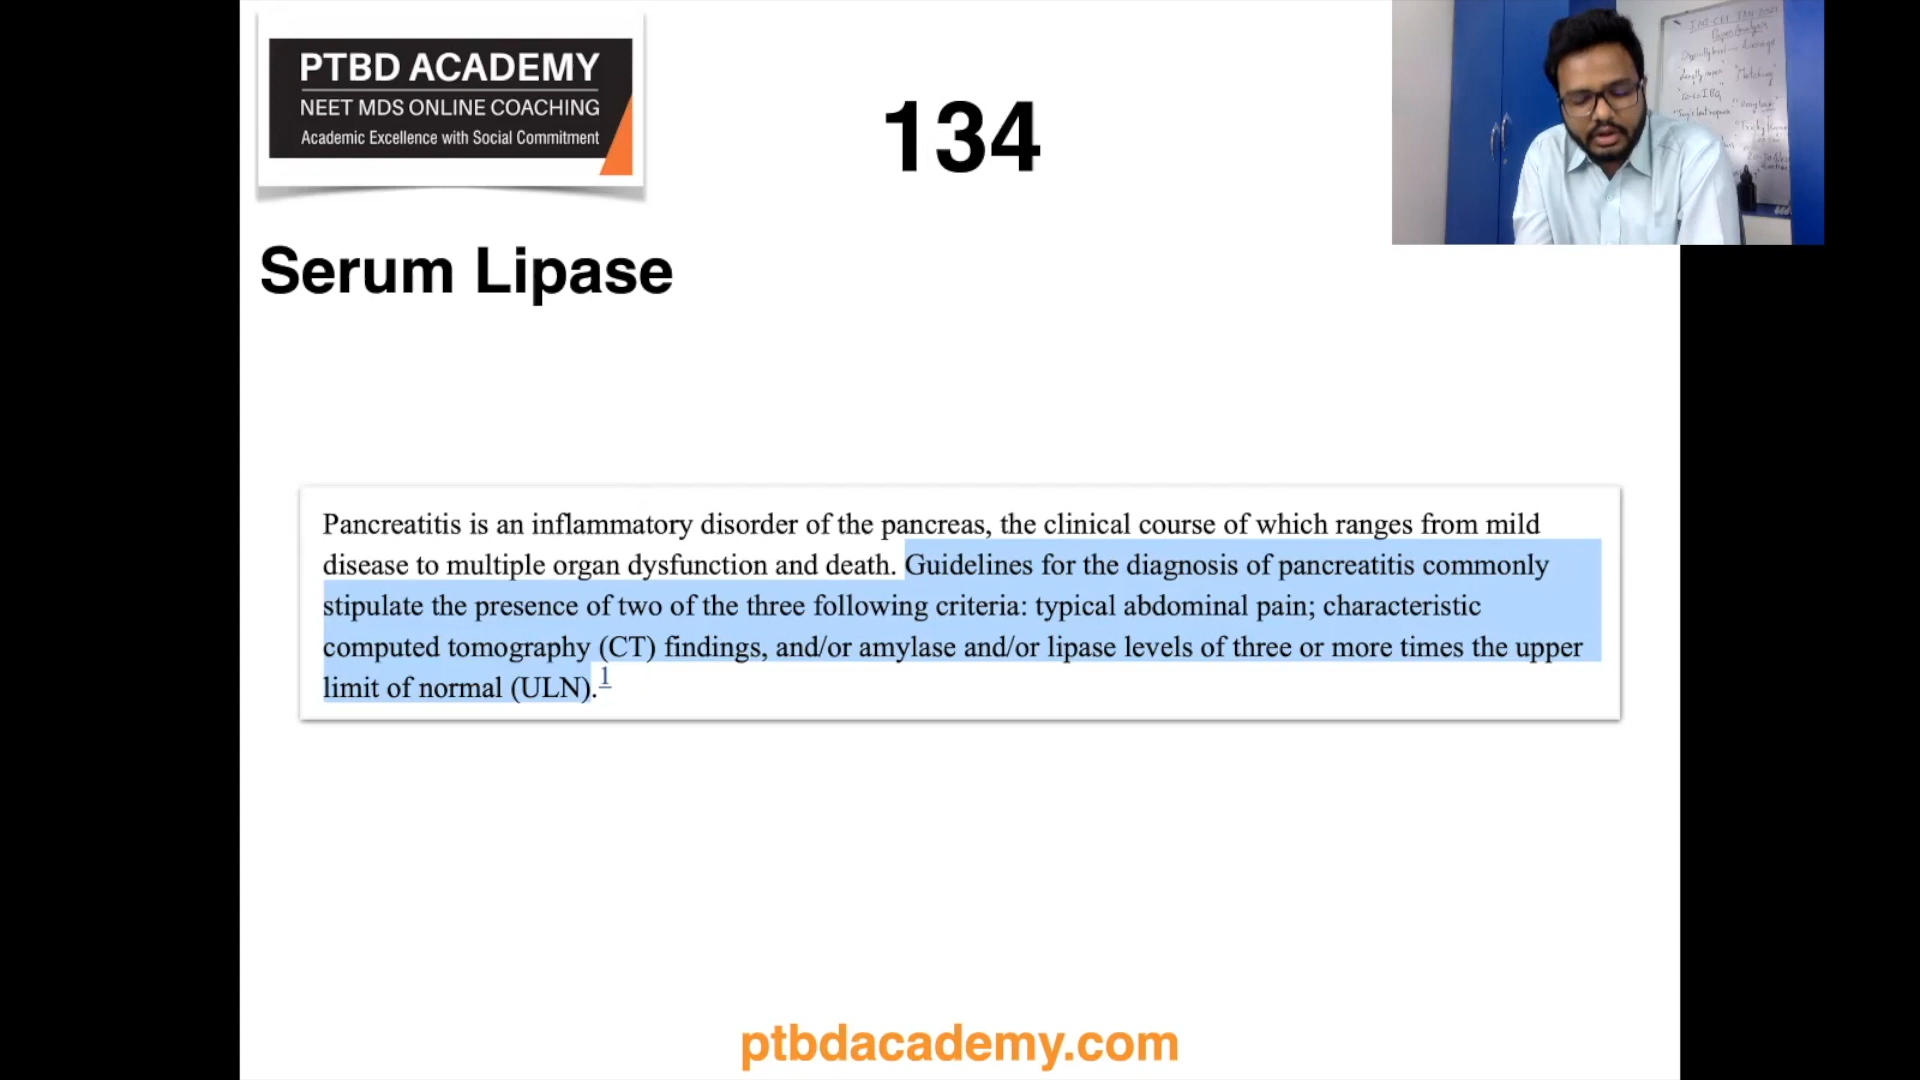 PTBD ACADEMY
NEET MDS ONLINE COACHING
Academic Excellence with Social Commitment
134
Serum Lipase
Pancreatitis is an inflammatory disorder of the pancreas, the clinical course of which ranges from mild
disease to multiple organ dysfunction and death. Guidelines for the diagnosis of pancreatitis commonly
stipulate the presence of two of the three following criteria: typical abdominal pain; characteristic
computed tomography (CT) findings, and/or amylase and/or lipase levels of three or more times the upper
limit of normal (ULN).1
ptbdacademy.com
Paper Analysis